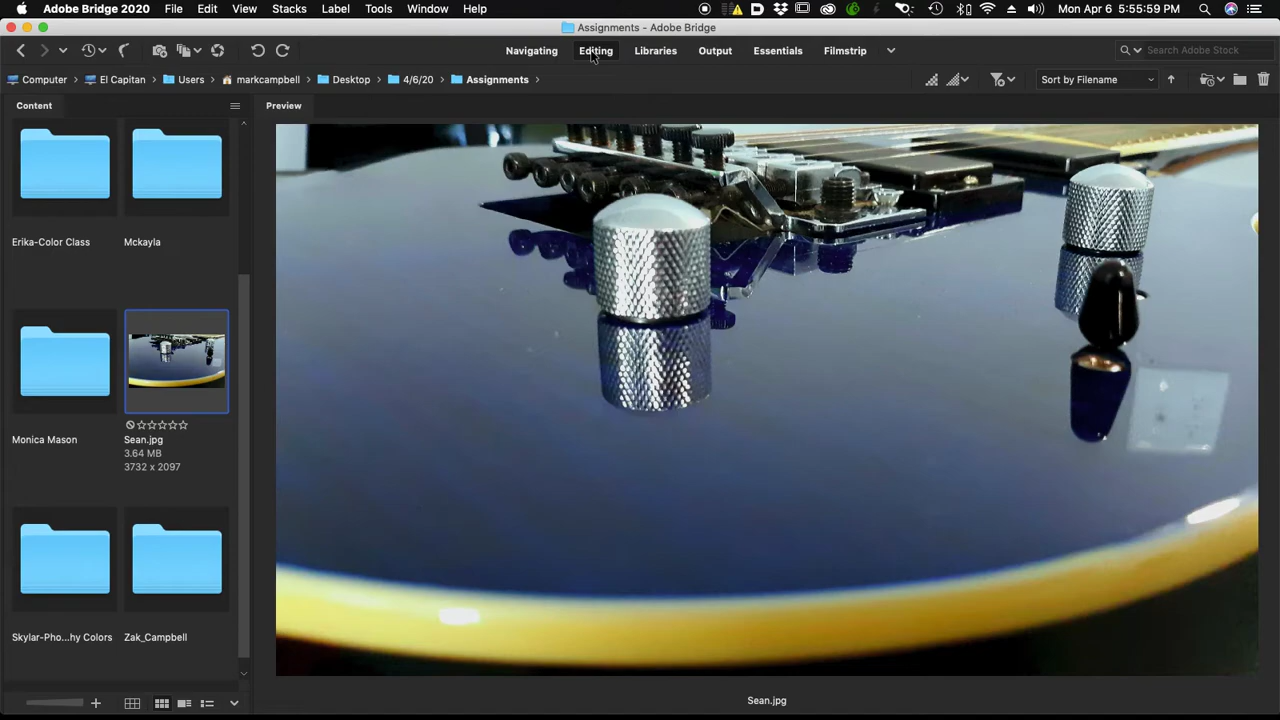 Adobe Bridge 2020 File Edit View Stacks Label Tools Window Help Mon Apr 6 5:55:59 PM
Assignments - Adobe Bridge
Navigating Editing Libraries Output Essentials Filmstrip Search Adobe Stock
Computer El Capitan Users markcampbell Desktop 4/6/20 Assignments Sort by Filename
Content Preview
Erika-Color Class Mckayla
Monica Mason Sean.jpg
3.64 MB
3732 x 2097
Skylar-Pho...hy Colors Zak_Campbell
Sean.jpg